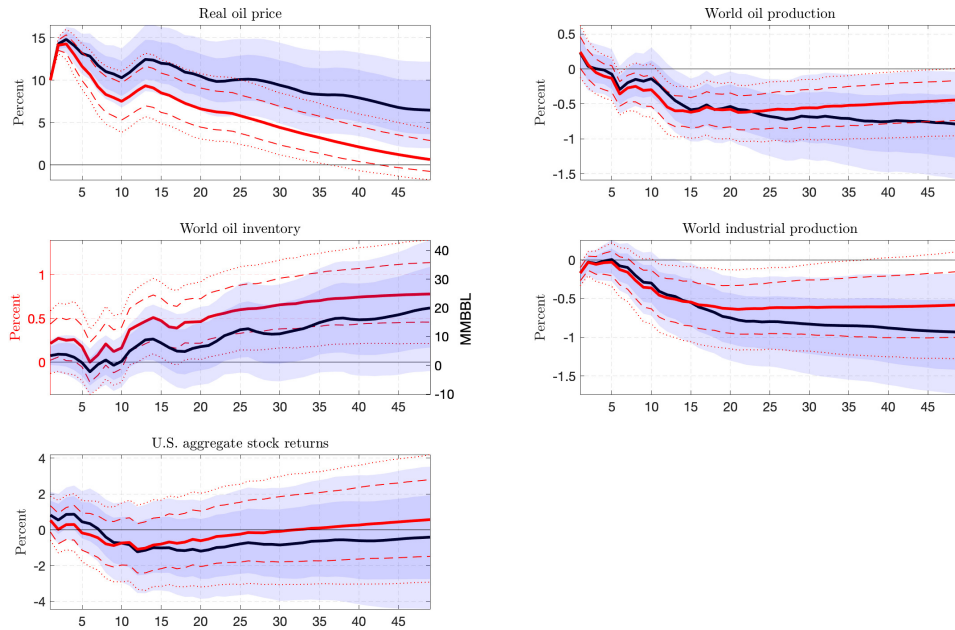 Real oil price
Percent
15
10
5
0
5 10 15 20 25 30 35 40 45
World oil production
Percent
0.5
0
-0.5
-1
-1.5
5 10 15 20 25 30 35 40 45
World oil inventory
Percent
1
0.5
0
MMBBL
40
30
20
10
0
-10
5 10 15 20 25 30 35 40 45
World industrial production
Percent
0
-0.5
-1
-1.5
5 10 15 20 25 30 35 40 45
U.S. aggregate stock returns
Percent
4
2
0
-2
-4
5 10 15 20 25 30 35 40 45